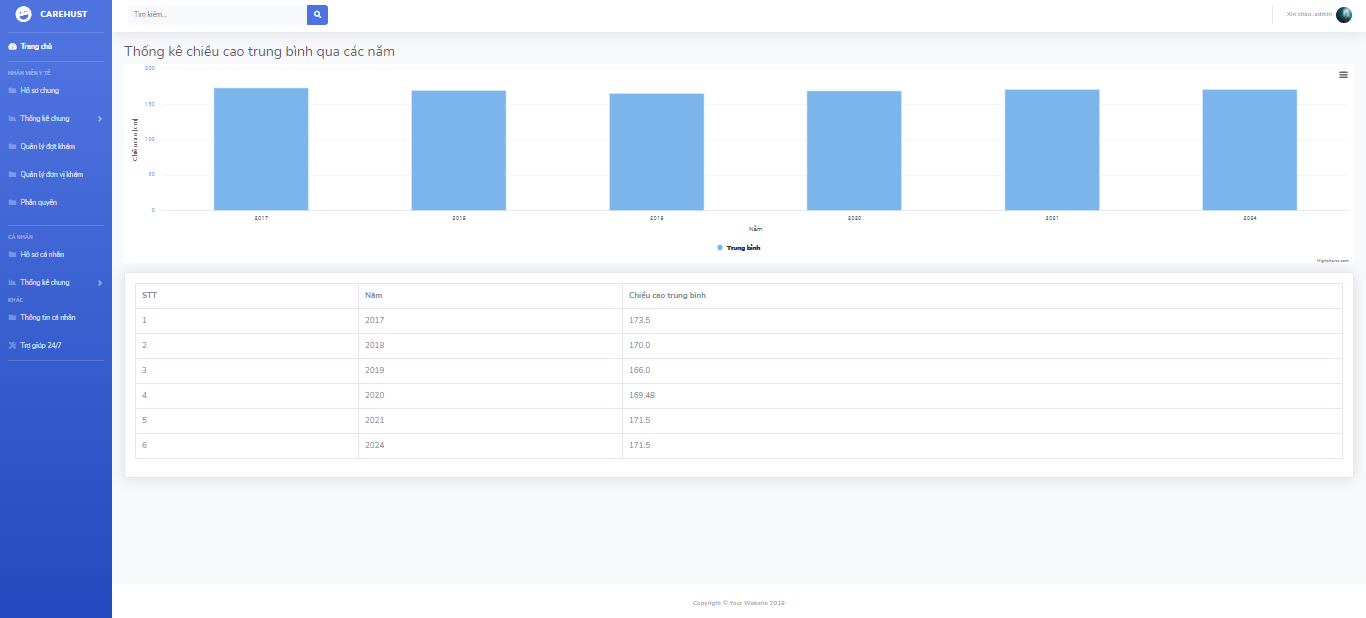 CAREHUST
Tìm kiếm...
Xin chào, admin
Trang chủ
NHÂN VIÊN Y TẾ
Hồ sơ chung
Thống kê chung
Quản lý đợt khám
Quản lý đơn vị khám
Phân quyền
CÁ NHÂN
Hồ sơ cá nhân
Thống kê chung
KHÁC
Thông tin cá nhân
Trợ giúp 24/7
Thống kê chiều cao trung bình qua các năm
200
150
100
50
0
Chiều cao (cm)
2017 2018 2019 2020 2021 2024
Năm
Trung bình
Highcharts.com
STT Năm Chiều cao trung bình
1 2017 173.5
2 2018 170.0
3 2019 166.0
4 2020 169.48
5 2021 171.5
6 2024 171.5
Copyright © Your Website 2019